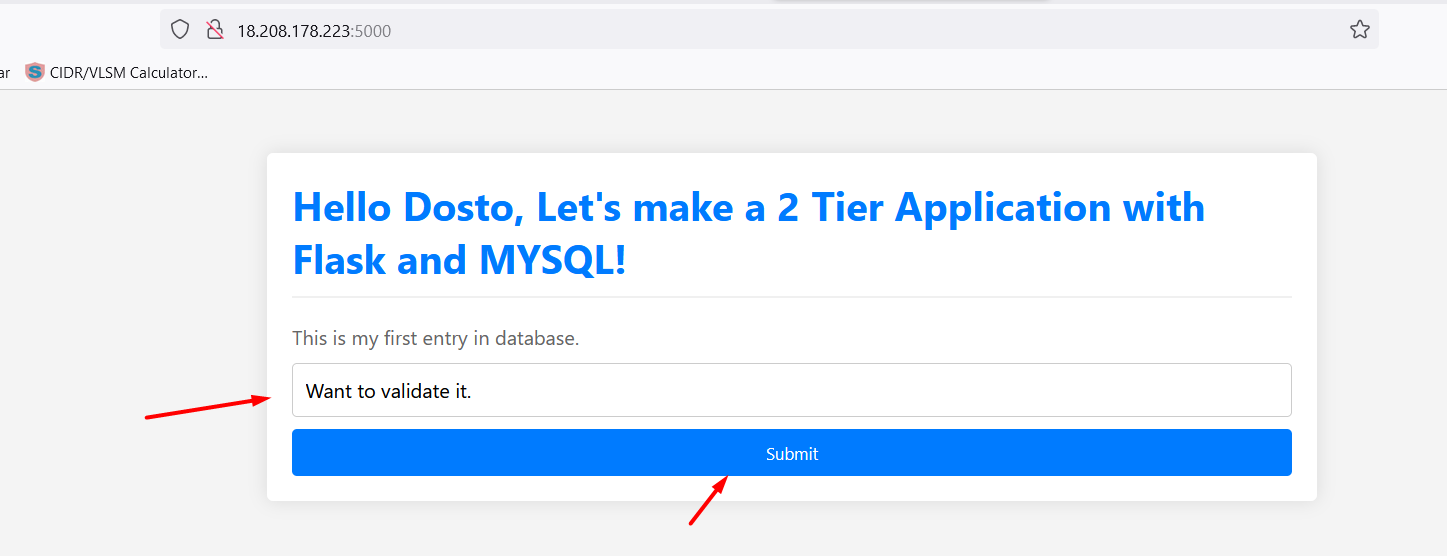 18.208.178.223:5000
ar CIDR/VLSM Calculator...
Hello Dosto, Let's make a 2 Tier Application with
Flask and MYSQL!
This is my first entry in database.
Want to validate it.
Submit